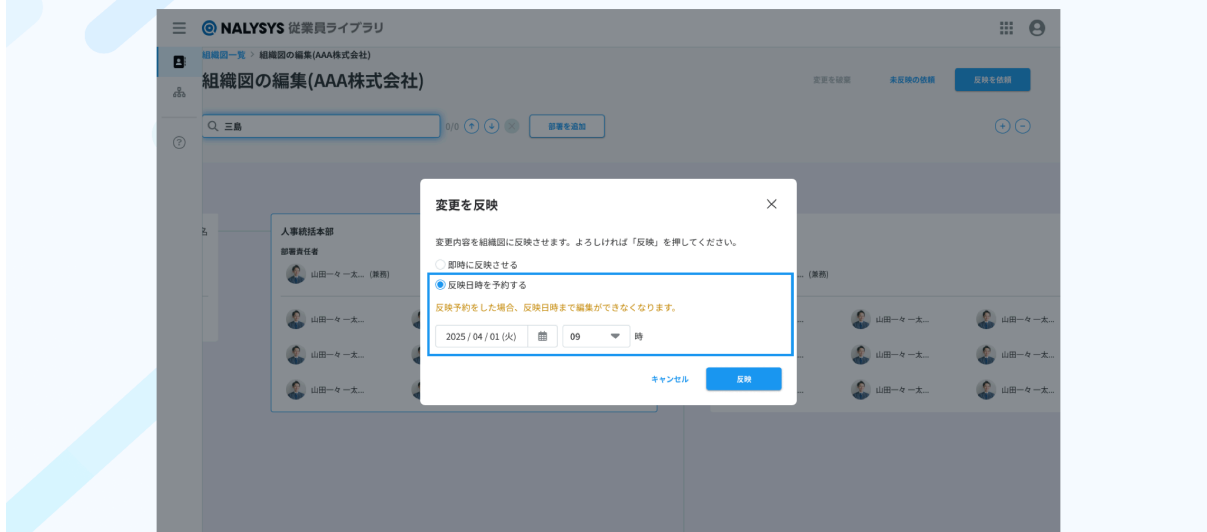 NALYSYS 従業員ライブラリ
組織図一覧 > 組織図の編集(AAA株式会社)
組織図の編集(AAA株式会社)
変更を破棄
未反映の依頼
反映を依頼
三島
0/0
部署を追加
変更を反映
変更内容を組織図に反映させます。よろしければ「反映」を押してください。
即時に反映させる
反映日時を予約する
反映予約をした場合、反映日時まで編集ができなくなります。
2025 / 04 / 01 (火)
09
時
キャンセル
反映
名
人事統括本部
部署責任者
山田一々 一太... (兼務)
... (兼務)
山田一々 一太...
山田一々 一太...
山田一々 一太...
山田一々 一太...
山田一々 一太...
山田一々 一太...
山田一々 一太...
山田一々 一太...
山田一々 一太...